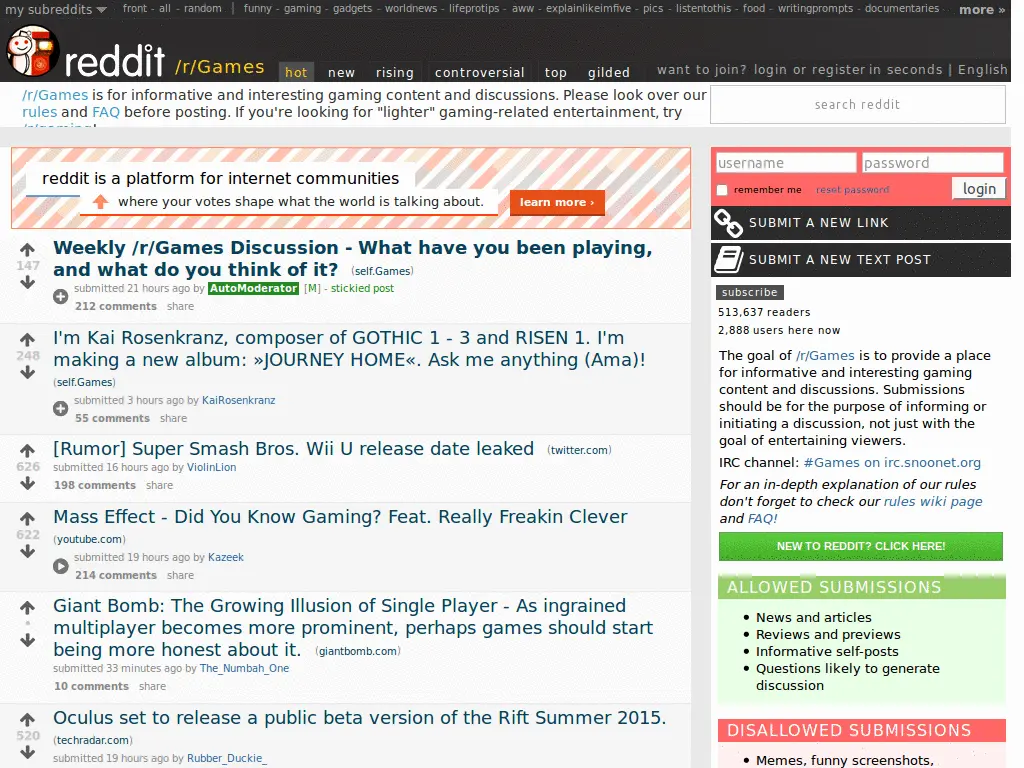 my subreddits front - all - random | funny - gaming - gadgets - worldnews - lifeprotips - aww - explainlikeimfive - pics - listentothis - food - writingprompts - documentaries - more »
reddit /r/Games hot new rising controversial top gilded want to join? login or register in seconds | English
/r/Games is for informative and interesting gaming content and discussions. Please look over our
rules and FAQ before posting. If you're looking for "lighter" gaming-related entertainment, try
/r/gaming!
search reddit
reddit is a platform for internet communities
where your votes shape what the world is talking about.
learn more ›
Weekly /r/Games Discussion - What have you been playing,
147
and what do you think of it? (self.Games)
submitted 21 hours ago by AutoModerator [M] - stickied post
212 comments share
I'm Kai Rosenkranz, composer of GOTHIC 1 - 3 and RISEN 1. I'm
248
making a new album: »JOURNEY HOME«. Ask me anything (Ama)!
(self.Games)
submitted 3 hours ago by KaiRosenkranz
55 comments share
[Rumor] Super Smash Bros. Wii U release date leaked (twitter.com)
626
submitted 16 hours ago by ViolinLion
198 comments share
Mass Effect - Did You Know Gaming? Feat. Really Freakin Clever
622
(youtube.com)
submitted 19 hours ago by Kazeek
214 comments share
Giant Bomb: The Growing Illusion of Single Player - As ingrained
•
multiplayer becomes more prominent, perhaps games should start
being more honest about it. (giantbomb.com)
submitted 33 minutes ago by The_Numbah_One
10 comments share
Oculus set to release a public beta version of the Rift Summer 2015.
520
(techradar.com)
submitted 19 hours ago by Rubber_Duckie_
username password
remember me reset password login
SUBMIT A NEW LINK
SUBMIT A NEW TEXT POST
subscribe
513,637 readers
2,888 users here now
The goal of /r/Games is to provide a place
for informative and interesting gaming
content and discussions. Submissions
should be for the purpose of informing or
initiating a discussion, not just with the
goal of entertaining viewers.
IRC channel: #Games on irc.snoonet.org
For an in-depth explanation of our rules
don't forget to check our rules wiki page
and FAQ!
NEW TO REDDIT? CLICK HERE!
ALLOWED SUBMISSIONS
• News and articles
• Reviews and previews
• Informative self-posts
• Questions likely to generate
discussion
DISALLOWED SUBMISSIONS
• Memes, funny screenshots,